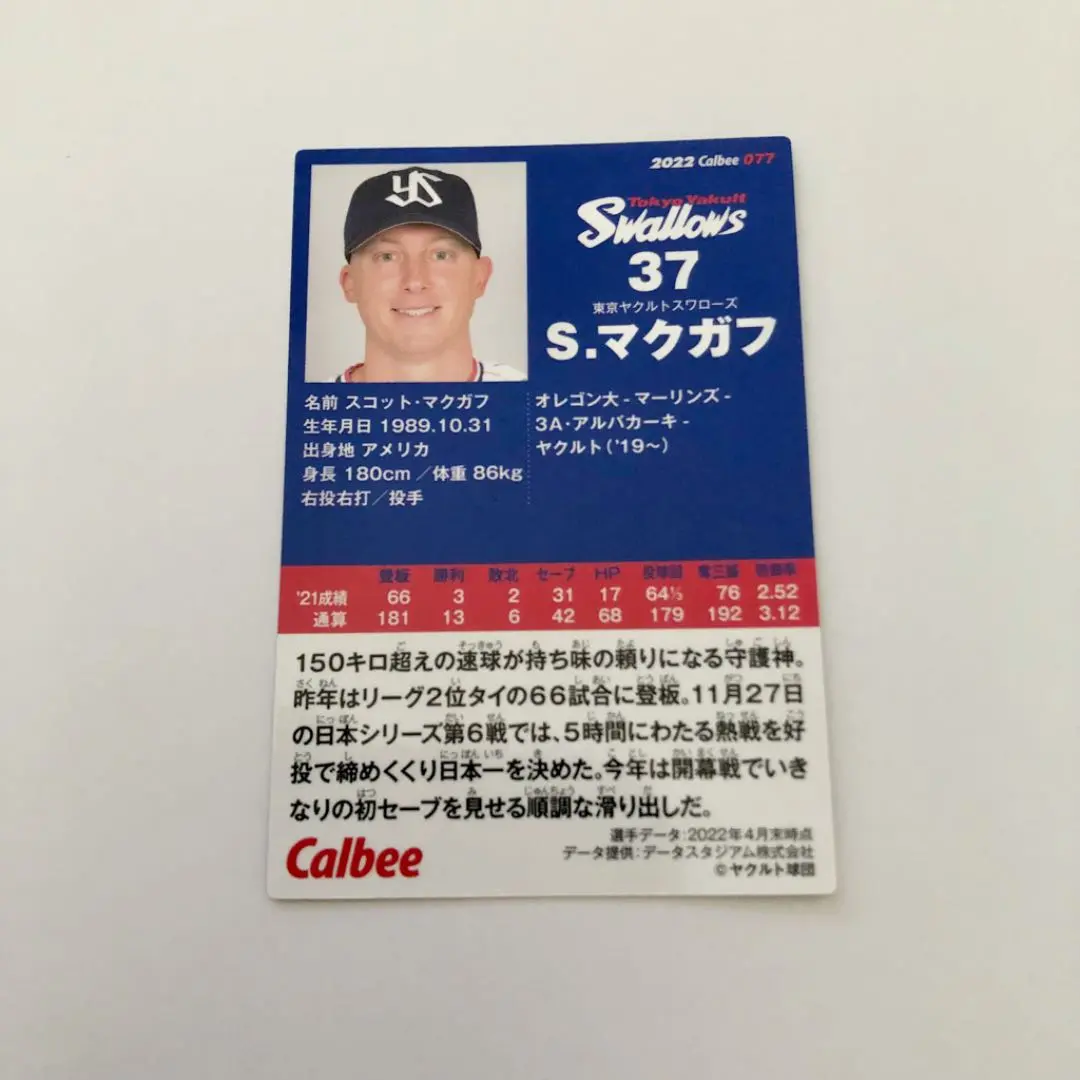 2022 Calbee 077
YS
Tokyo Yakult
Swallows
37
東京ヤクルトスワローズ
S.マクガフ
名前 スコット・マクガフ
生年月日 1989.10.31
出身地 アメリカ
身長 180cm/体重 86kg
右投右打/投手
オレゴン大-マーリンズ-
3A・アルバカーキ-
ヤクルト('19~)
登板 勝利 敗北 セーブ HP 投球回 奪三振 防御率
'21成績 66 3 2 31 17 64⅓ 76 2.52
通算 181 13 6 42 68 179 192 3.12
150キロ超えの速球が持ち味の頼りになる守護神。
昨年はリーグ2位タイの66試合に登板。11月27日
の日本シリーズ第6戦では、5時間にわたる熱戦を好
投で締めくくり日本一を決めた。今年は開幕戦でいき
なりの初セーブを見せる順調な滑り出しだ。
Calbee
選手データ:2022年4月末時点
データ提供:データスタジアム株式会社
©ヤクルト球団